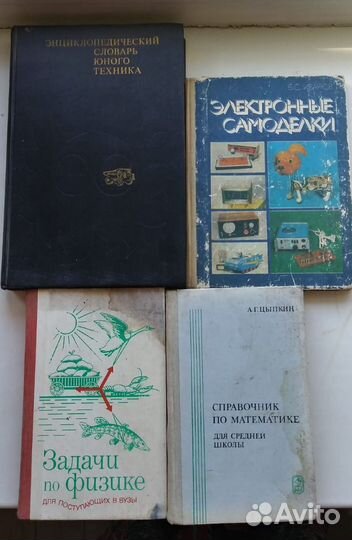 ЭНЦИКЛОПЕДИЧЕСКИЙ
СЛОВАРЬ
ЮНОГО
ТЕХНИКА
Б.С. ИВАНОВ
ЭЛЕКТРОННЫЕ
САМОДЕЛКИ
Задачи
по физике
ДЛЯ ПОСТУПАЮЩИХ В ВУЗЫ
А.Г. ЦЫПКИН
СПРАВОЧНИК
ПО МАТЕМАТИКЕ
ДЛЯ СРЕДНЕЙ
ШКОЛЫ
Avito